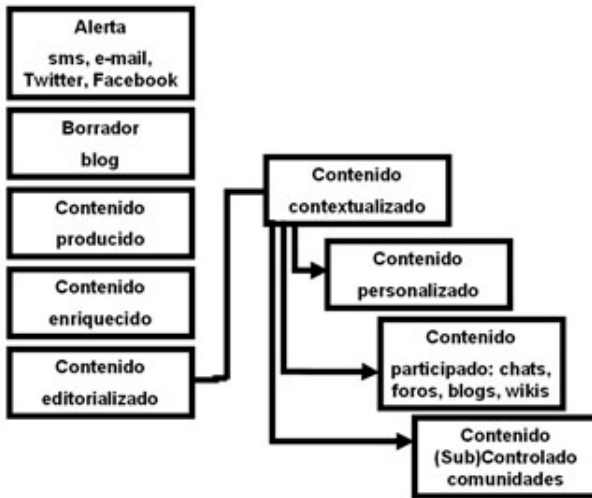 Alerta
sms, e-mail,
Twitter, Facebook
Borrador
blog
Contenido
producido
Contenido
enriquecido
Contenido
editorializado
Contenido
contextualizado
Contenido
personalizado
Contenido
participado: chats,
foros, blogs, wikis
Contenido
(Sub)Controlado
comunidades